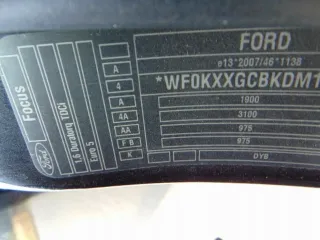 FORD
e13*2007/46*1138
*WF0KXXGCBKDM1
A
4
A
4A
AA
F B
K
1900
3100
975
975
DYB
FOCUS
1,6 Duratorq TDCi
Euro 5
Ford